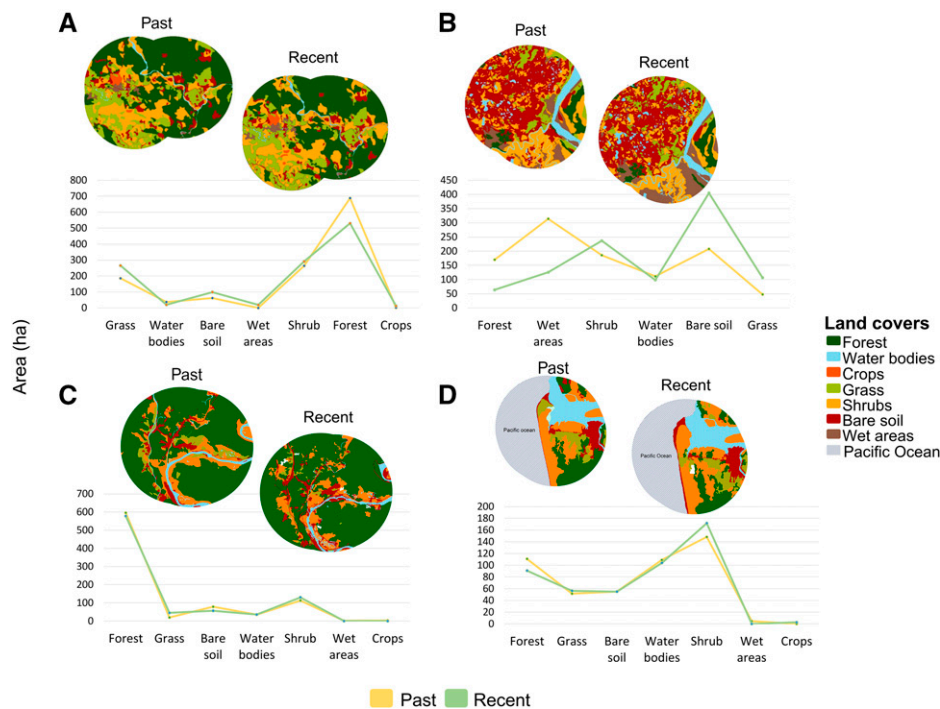 A
Past
Recent
800
700
600
500
400
300
200
100
0
Grass
Water bodies
Bare soil
Wet areas
Shrub
Forest
Crops
B
Past
Recent
450
400
350
300
250
200
150
100
50
0
Forest
Wet areas
Shrub
Water bodies
Bare soil
Grass
Area (ha)
Land covers
Forest
Water bodies
Crops
Grass
Shrubs
Bare soil
Wet areas
Pacific Ocean
C
Past
Recent
700
600
500
400
300
200
100
0
Forest
Grass
Bare soil
Water bodies
Shrub
Wet areas
Crops
D
Past
Recent
Pacific ocean
Pacific Ocean
200
180
160
140
120
100
80
60
40
20
0
Forest
Grass
Bare soil
Water bodies
Shrub
Wet areas
Crops
Past
Recent